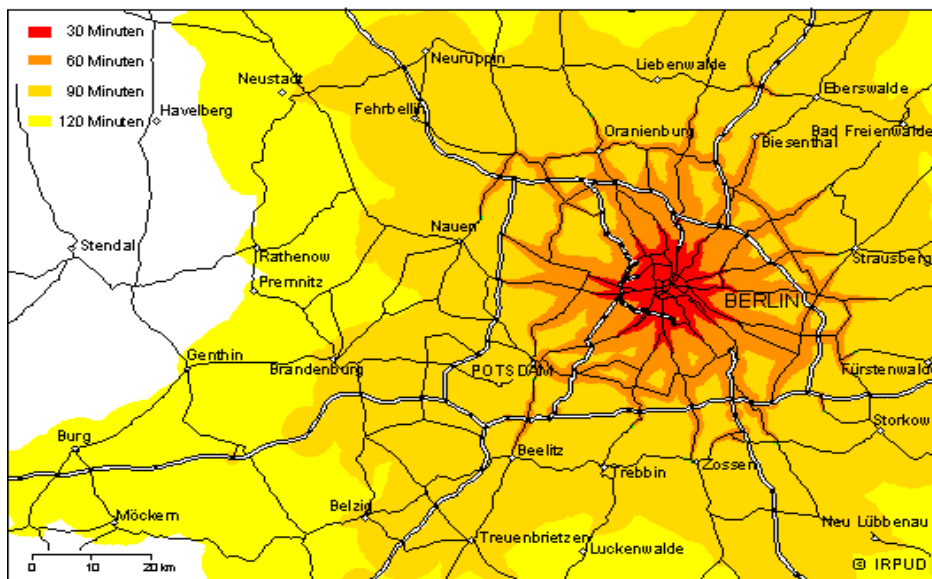 30 Minuten
60 Minuten
90 Minuten
120 Minuten
Neuruppin
Neustadt
Liebenwalde
Havelberg
Fehrbellin
Eberswalde
Oranienburg
Bad Freienwalde
Biesenthal
Nauen
Stendal
Rathenow
Strausberg
Premnitz
BERLIN
Genthin
Brandenburg
POTSDAM
Fürstenwalde
Storkow
Burg
Beelitz
Trebbin
Zossen
Belzig
Möckern
Neu Lübbenau
Treuenbrietzen
Luckenwalde
0 10 20 km
© IRPUD